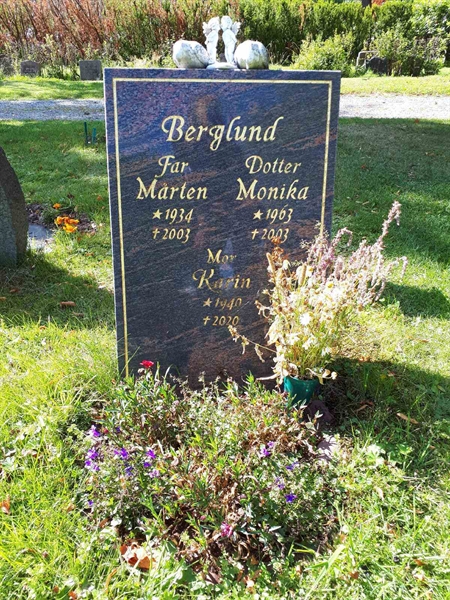 Berglund
Far Dotter
Mårten Monika
★1934 ★1963
✝2003 ✝2003
Mor
Karin
★1940
✝2020